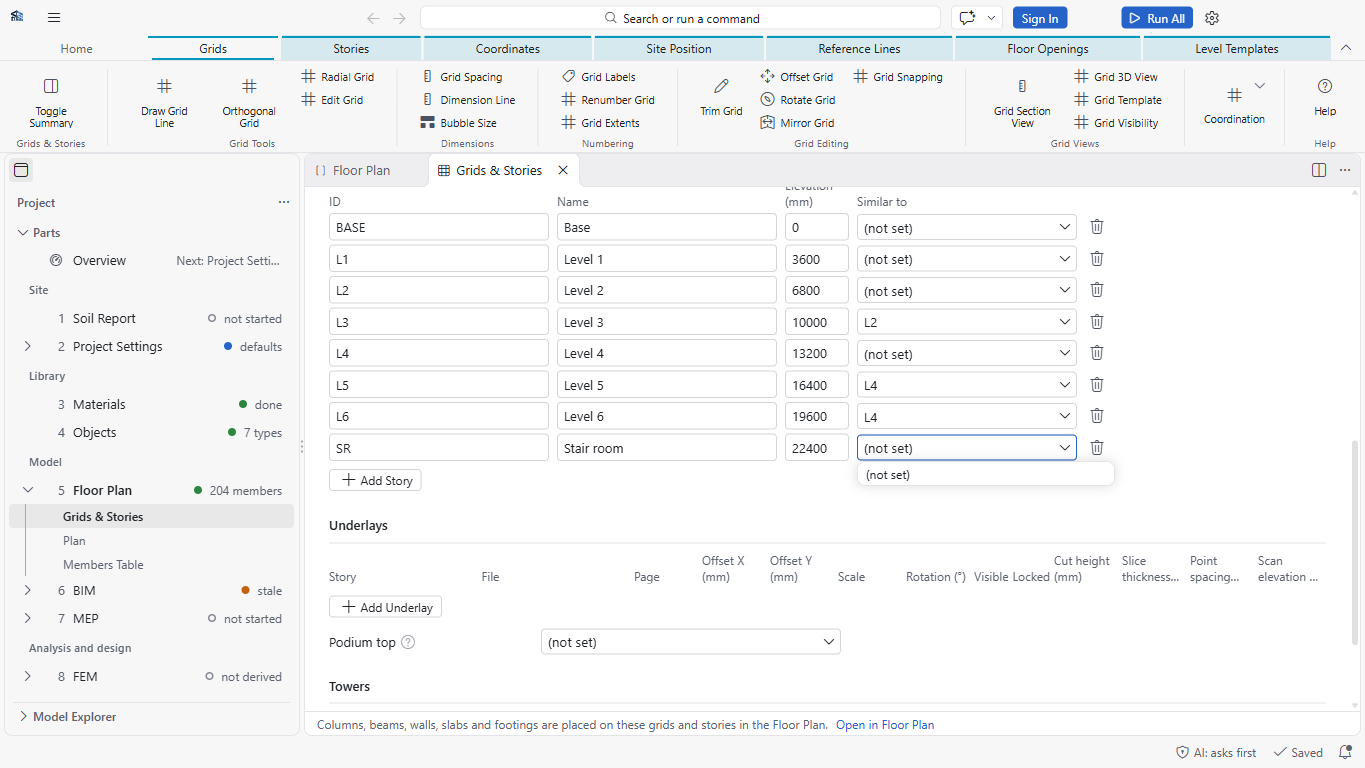 Search or run a command
Sign In
Run All
Home
Grids
Stories
Coordinates
Site Position
Reference Lines
Floor Openings
Level Templates
Toggle Summary
Grids & Stories
Draw Grid Line
Orthogonal Grid
Radial Grid
Edit Grid
Grid Tools
Grid Spacing
Dimension Line
Bubble Size
Dimensions
Grid Labels
Renumber Grid
Grid Extents
Numbering
Trim Grid
Offset Grid
Rotate Grid
Mirror Grid
Grid Snapping
Grid Editing
Grid Section View
Grid 3D View
Grid Template
Grid Visibility
Grid Views
Coordination
Help
Help
Project
Parts
Overview Next: Project Setti...
Site
1 Soil Report not started
2 Project Settings defaults
Library
3 Materials done
4 Objects 7 types
Model
5 Floor Plan 204 members
Grids & Stories
Plan
Members Table
6 BIM stale
7 MEP not started
Analysis and design
8 FEM not derived
Model Explorer
Floor Plan
Grids & Stories
ID Name Elevation (mm) Similar to
BASE Base 0 (not set)
L1 Level 1 3600 (not set)
L2 Level 2 6800 (not set)
L3 Level 3 10000 L2
L4 Level 4 13200 (not set)
L5 Level 5 16400 L4
L6 Level 6 19600 L4
SR Stair room 22400 (not set)
(not set)
Add Story
Underlays
Story File Page Offset X (mm) Offset Y (mm) Scale Rotation (°) Visible Locked Cut height (mm) Slice thickness... Point spacing... Scan elevation ...
Add Underlay
Podium top (not set)
Towers
Columns, beams, walls, slabs and footings are placed on these grids and stories in the Floor Plan. Open in Floor Plan
AI: asks first
Saved